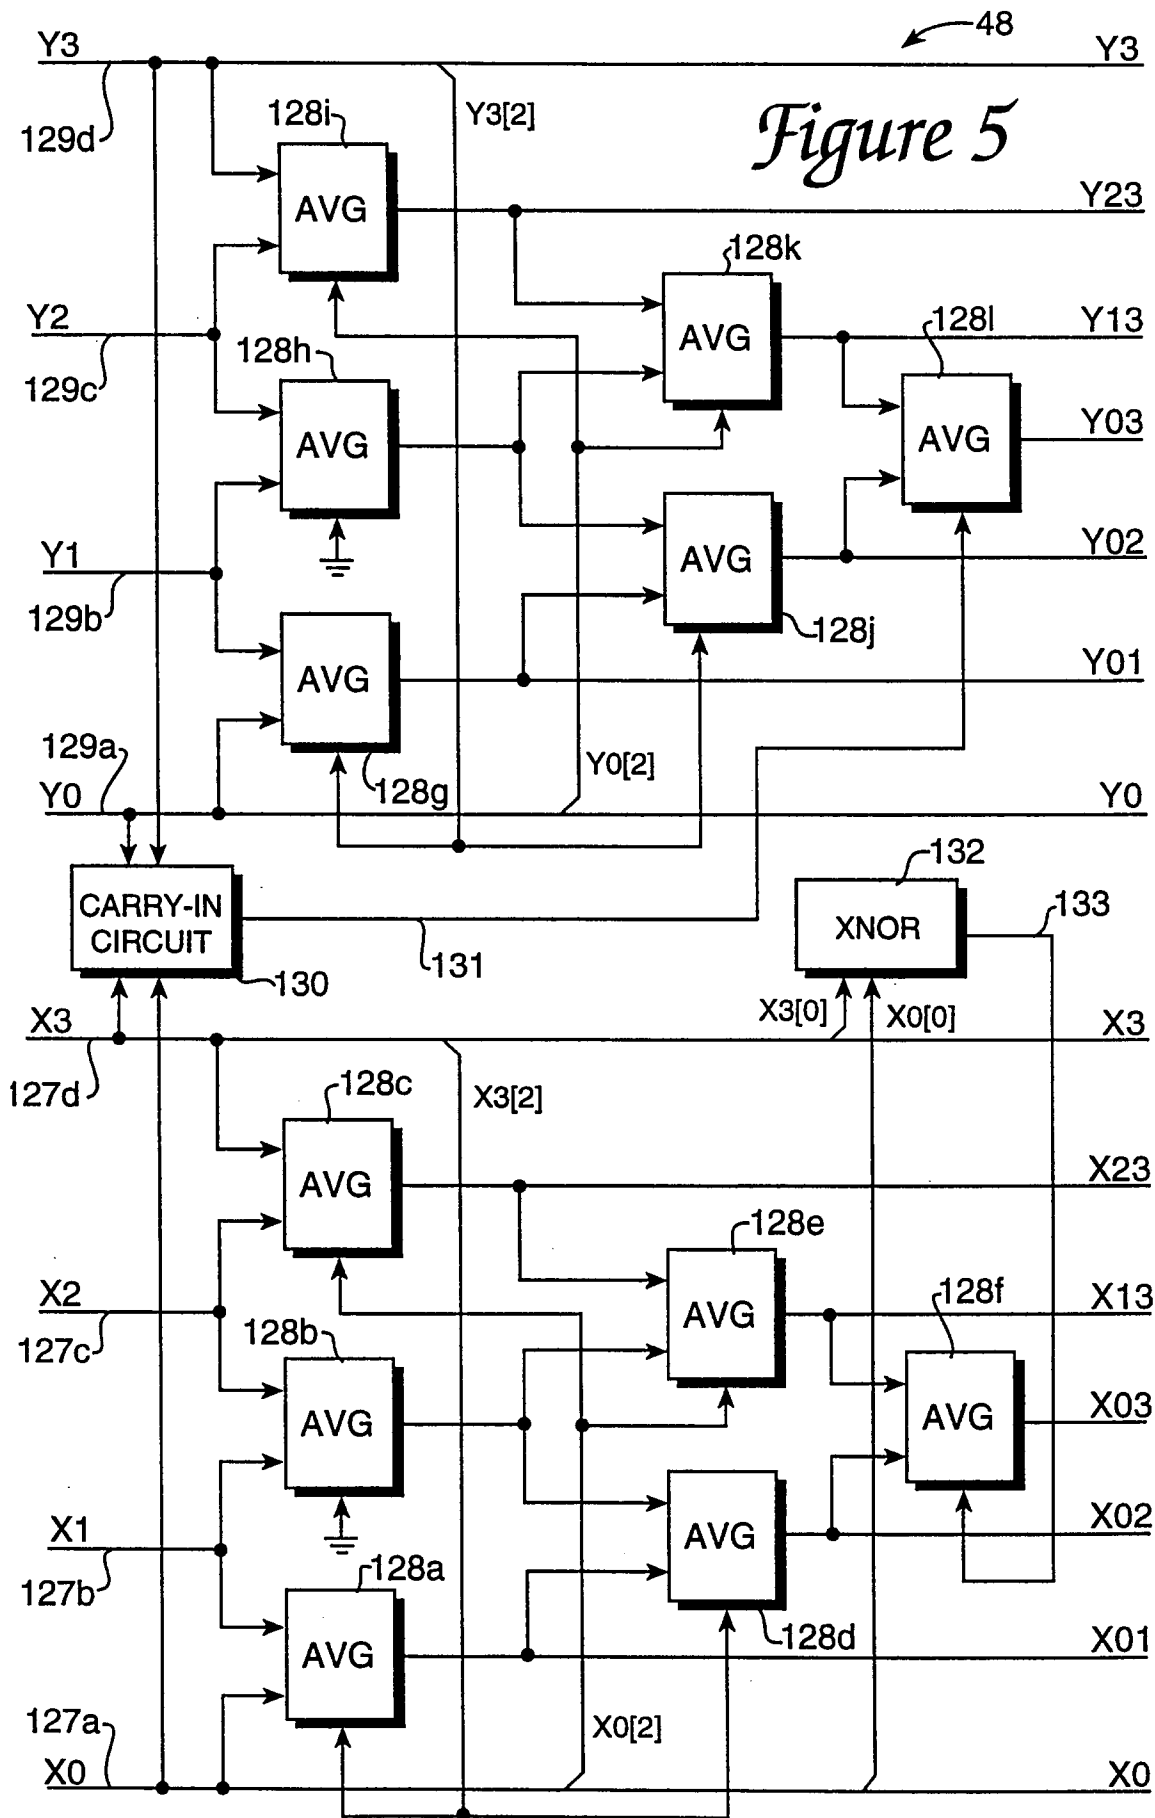 48
Y3
Y3
129d
128i
Y3[2]
Figure 5
AVG
Y23
128k
Y2
129c
128h
AVG
128l
Y13
AVG
AVG
Y03
Y1
129b
AVG
Y02
128j
AVG
Y01
129a
Y0[2]
128g
Y0
Y0
132
CARRY-IN
CIRCUIT
XNOR
133
131
130
X3
X3[0]
X0[0]
X3
127d
128c
X3[2]
AVG
X23
128e
X2
127c
128b
AVG
128f
X13
AVG
AVG
X03
X1
127b
128a
AVG
X02
128d
AVG
X01
127a
X0[2]
X0
X0